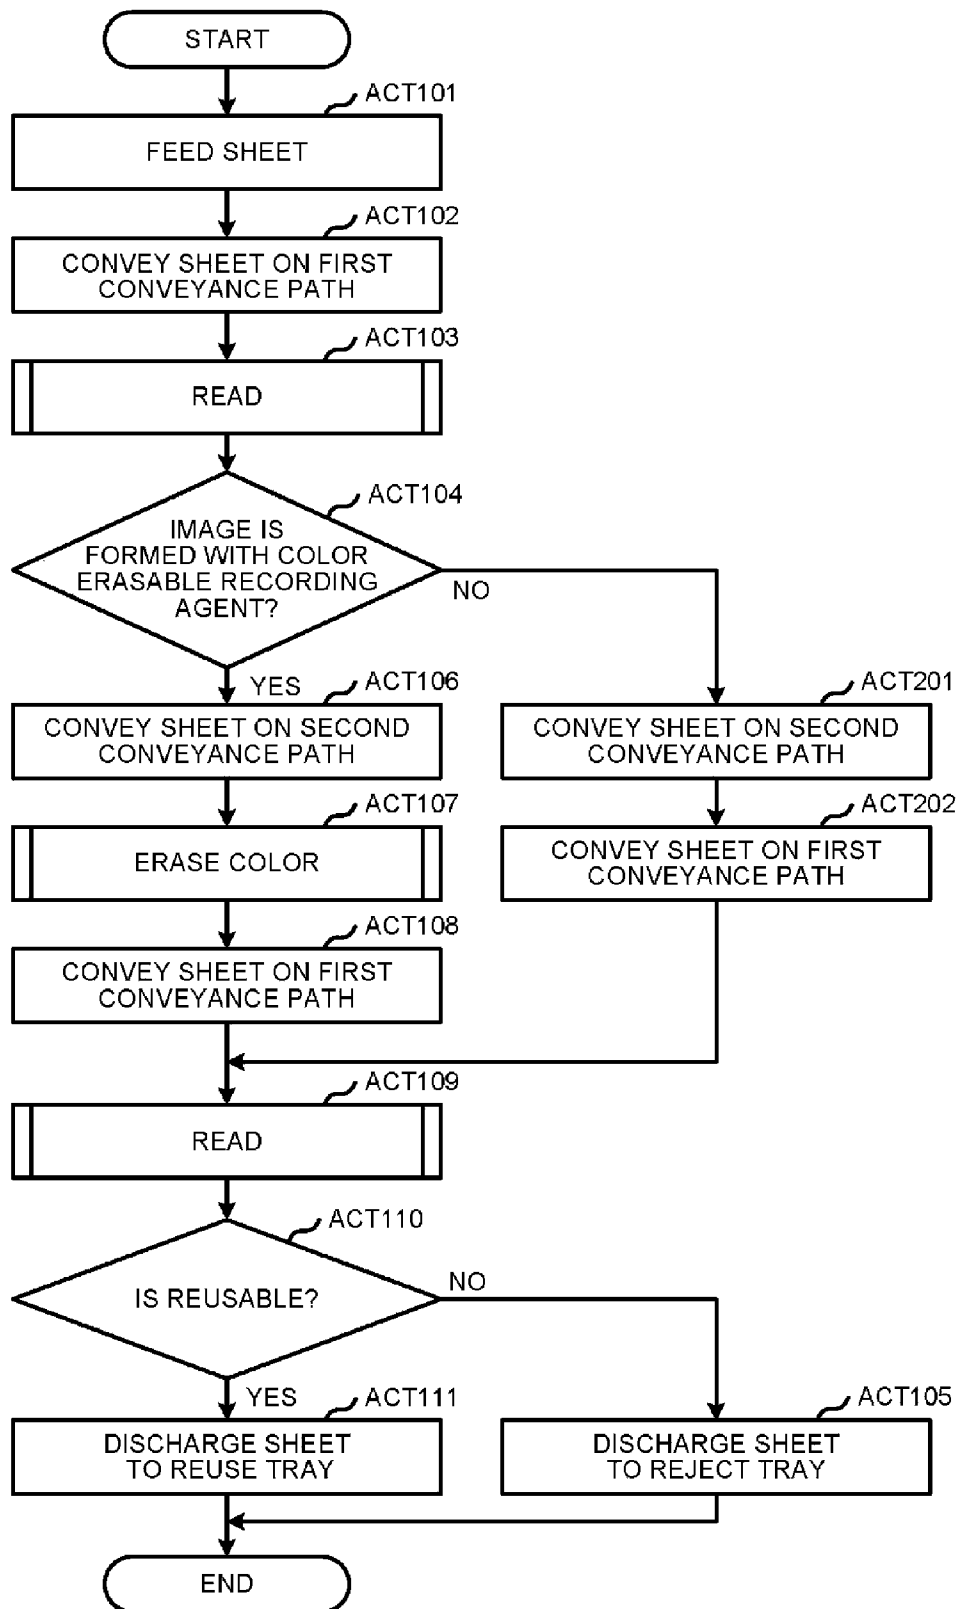 START
ACT101
FEED SHEET
ACT102
CONVEY SHEET ON FIRST
CONVEYANCE PATH
ACT103
READ
ACT104
IMAGE IS
FORMED WITH COLOR
ERASABLE RECORDING
AGENT?
NO
YES
ACT106
CONVEY SHEET ON SECOND
CONVEYANCE PATH
ACT201
CONVEY SHEET ON SECOND
CONVEYANCE PATH
ACT107
ERASE COLOR
ACT202
CONVEY SHEET ON FIRST
CONVEYANCE PATH
ACT108
CONVEY SHEET ON FIRST
CONVEYANCE PATH
ACT109
READ
ACT110
IS REUSABLE?
NO
YES
ACT111
DISCHARGE SHEET
TO REUSE TRAY
ACT105
DISCHARGE SHEET
TO REJECT TRAY
END